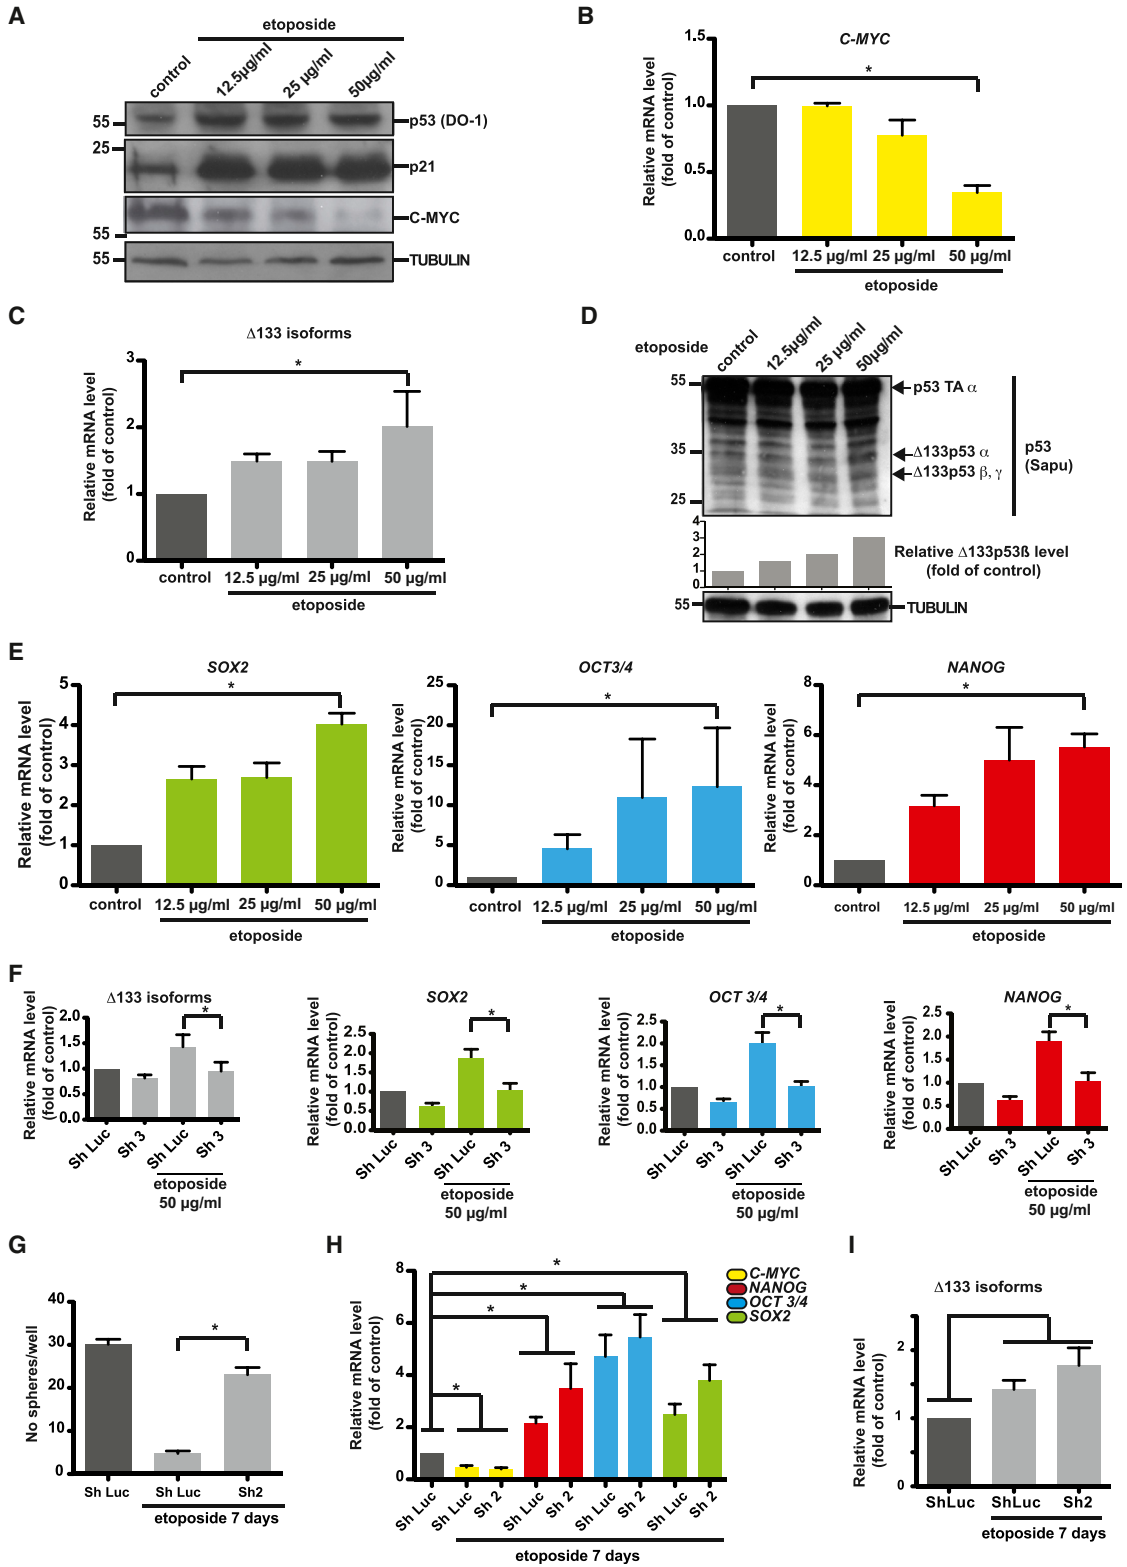 A
etoposide
control
12.5µg/ml
25 µg/ml
50µg/ml
55
p53 (DO-1)
25
p21
C-MYC
55
55
TUBULIN
B
C-MYC
*
Relative mRNA level
(fold of control)
1.5
1.0
0.5
0.0
control
12.5 µg/ml
25 µg/ml
50 µg/ml
etoposide
C
Δ133 isoforms
*
Relative mRNA level
(fold of control)
3
2
1
0
control
12.5 µg/ml
25 µg/ml
50 µg/ml
etoposide
D
etoposide
control
12.5µg/ml
25 µg/ml
50µg/ml
55
35
25
p53 TA α
Δ133p53 α
Δ133p53 β, γ
p53
(Sapu)
4
3
2
1
0
Relative Δ133p53ß level
(fold of control)
55
TUBULIN
E
SOX2
*
Relative mRNA level
(fold of control)
5
4
3
2
1
0
control
12.5 µg/ml
25 µg/ml
50 µg/ml
etoposide
OCT3/4
*
Relative mRNA level
(fold of control)
25
20
15
10
5
0
control
12.5 µg/ml
25 µg/ml
50 µg/ml
etoposide
NANOG
*
Relative mRNA level
(fold of control)
8
6
4
2
0
control
12.5 µg/ml
25 µg/ml
50 µg/ml
etoposide
F
Δ133 isoforms
*
Relative mRNA level
(fold of control)
2.0
1.5
1.0
0.5
0.0
Sh Luc
Sh 3
Sh Luc
Sh 3
etoposide
50 µg/ml
SOX2
*
Relative mRNA level
(fold of control)
2.5
2.0
1.5
1.0
0.5
0.0
Sh Luc
Sh 3
Sh Luc
Sh 3
etoposide
50 µg/ml
OCT 3/4
*
Relative mRNA level
(fold of control)
2.5
2.0
1.5
1.0
0.5
0.0
Sh Luc
Sh 3
Sh Luc
Sh 3
etoposide
50 µg/ml
NANOG
*
Relative mRNA level
(fold of control)
2.5
2.0
1.5
1.0
0.5
0.0
Sh Luc
Sh 3
Sh Luc
Sh 3
etoposide
50 µg/ml
G
*
No spheres/well
40
30
20
10
0
Sh Luc
Sh Luc
Sh2
etoposide 7 days
H
*
*
*
*
C-MYC
NANOG
OCT 3/4
SOX2
Relative mRNA level
(fold of control)
8
6
4
2
0
Sh Luc
Sh Luc
Sh 2
Sh Luc
Sh 2
Sh Luc
Sh 2
Sh Luc
Sh 2
etoposide 7 days
I
Δ133 isoforms
Relative mRNA level
(fold of control)
2
1
0
ShLuc
ShLuc
Sh2
etoposide 7 days